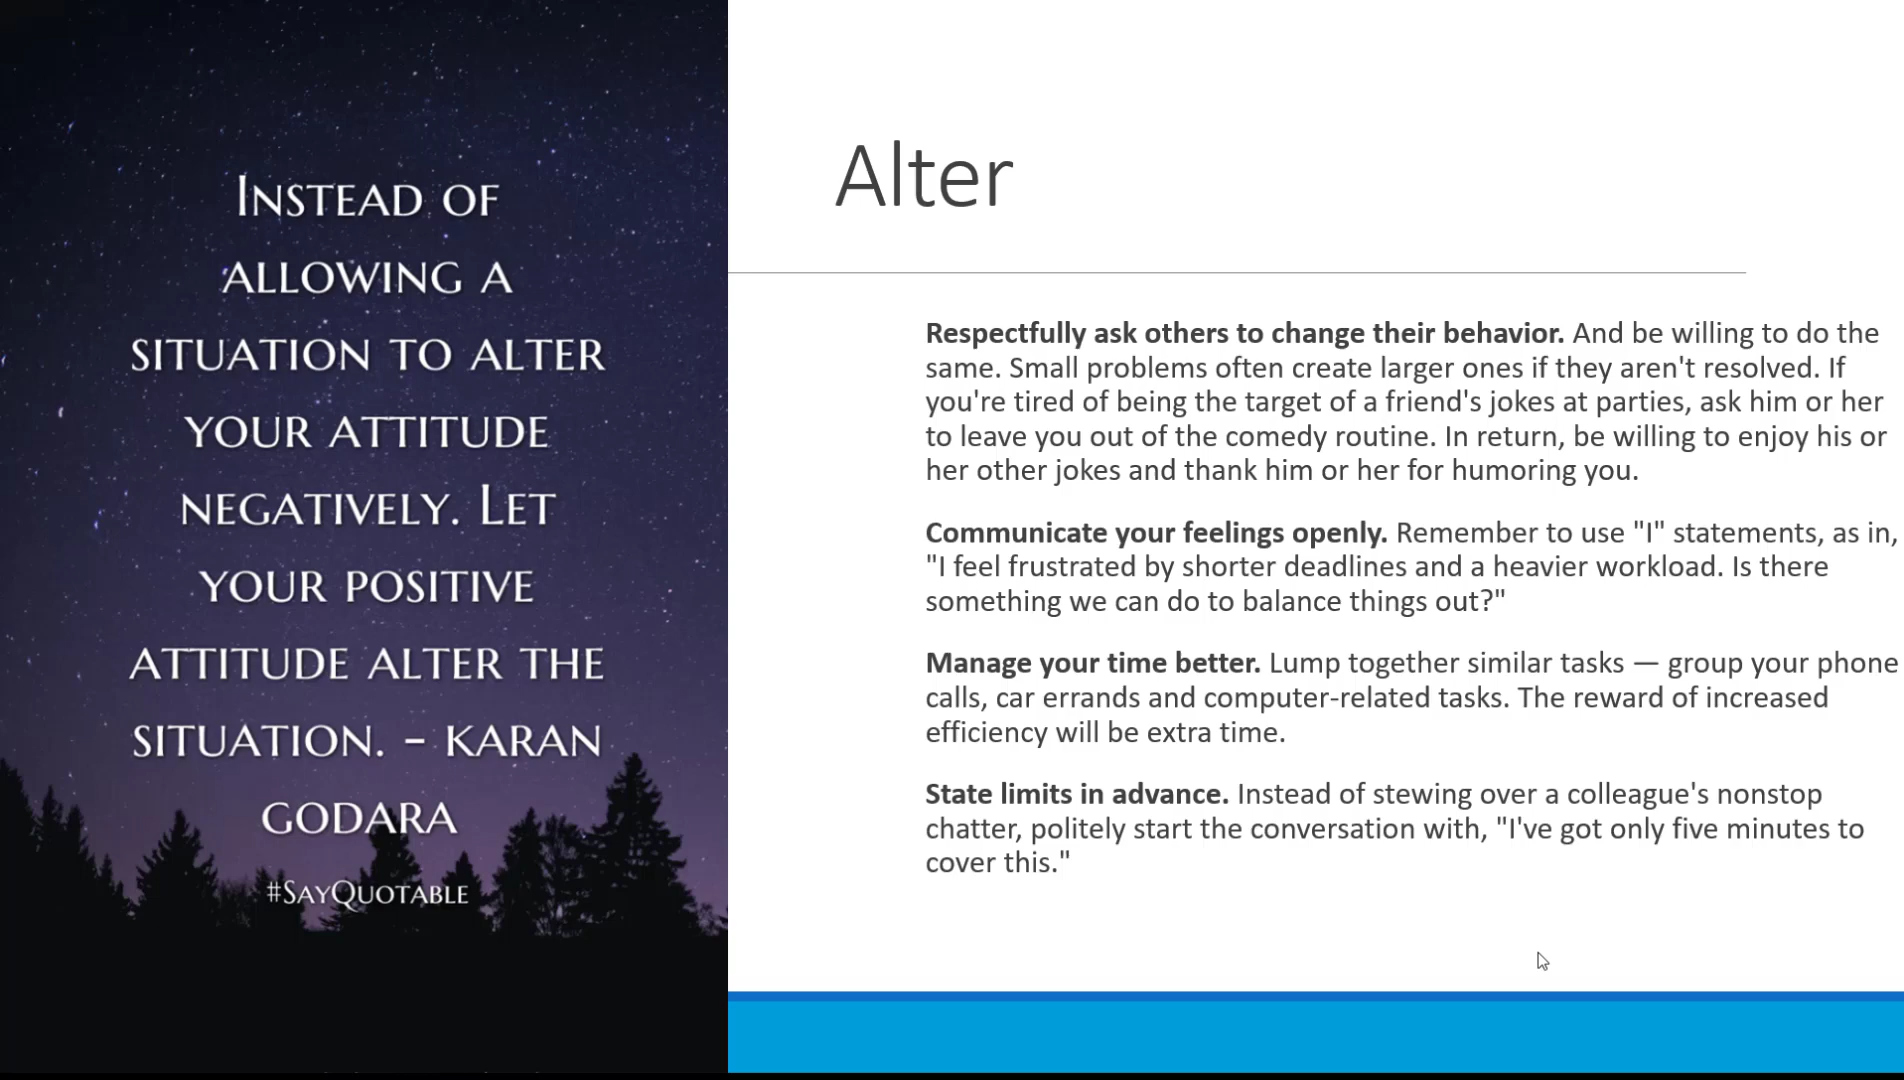 Instead of
allowing a
situation to alter
your attitude
negatively. Let
your positive
attitude alter the
situation. - karan
godara
#SayQuotable
Alter
Respectfully ask others to change their behavior. And be willing to do the
same. Small problems often create larger ones if they aren't resolved. If
you're tired of being the target of a friend's jokes at parties, ask him or her
to leave you out of the comedy routine. In return, be willing to enjoy his or
her other jokes and thank him or her for humoring you.
Communicate your feelings openly. Remember to use "I" statements, as in,
"I feel frustrated by shorter deadlines and a heavier workload. Is there
something we can do to balance things out?"
Manage your time better. Lump together similar tasks — group your phone
calls, car errands and computer-related tasks. The reward of increased
efficiency will be extra time.
State limits in advance. Instead of stewing over a colleague's nonstop
chatter, politely start the conversation with, "I've got only five minutes to
cover this."